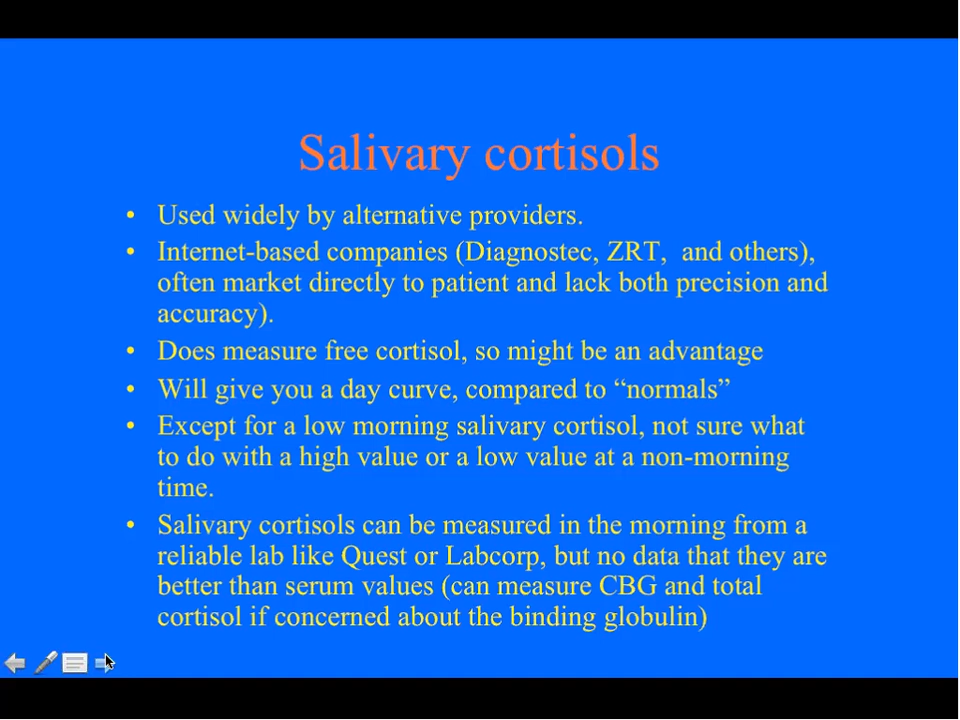 Salivary cortisols
• Used widely by alternative providers.
• Internet-based companies (Diagnostec, ZRT,  and others),
often market directly to patient and lack both precision and
accuracy).
• Does measure free cortisol, so might be an advantage
• Will give you a day curve, compared to “normals”
• Except for a low morning salivary cortisol, not sure what
to do with a high value or a low value at a non-morning
time.
• Salivary cortisols can be measured in the morning from a
reliable lab like Quest or Labcorp, but no data that they are
better than serum values (can measure CBG and total
cortisol if concerned about the binding globulin)